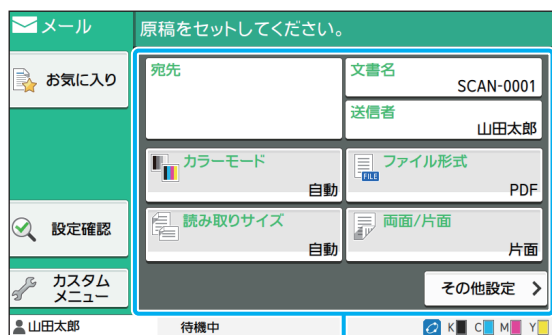 メール
原稿をセットしてください。
お気に入り
設定確認
カスタム
メニュー
宛先
文書名
SCAN-0001
送信者
山田太郎
カラーモード
自動
ファイル形式
FILE
PDF
読み取りサイズ
自動
両面/片面
片面
その他設定
山田太郎
待機中
K C M Y